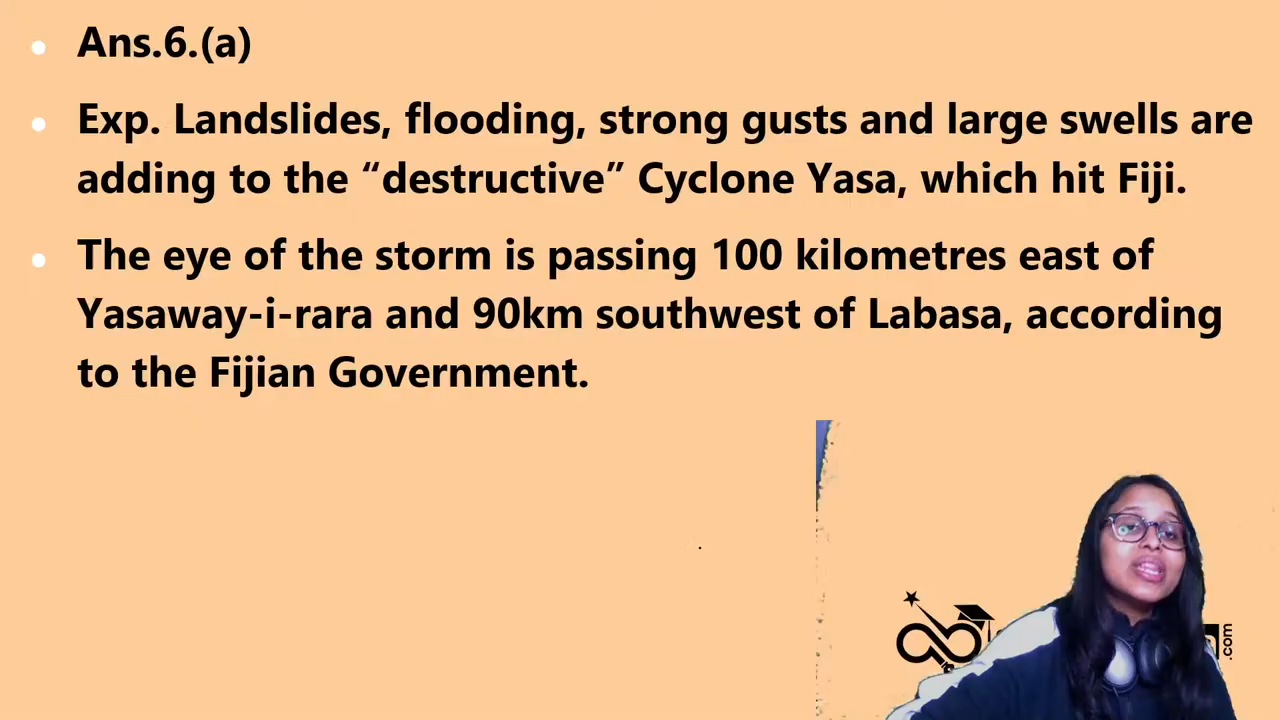 Ans.6.(a)
Exp. Landslides, flooding, strong gusts and large swells are
adding to the “destructive” Cyclone Yasa, which hit Fiji.
The eye of the storm is passing 100 kilometres east of
Yasaway-i-rara and 90km southwest of Labasa, according
to the Fijian Government.
.com